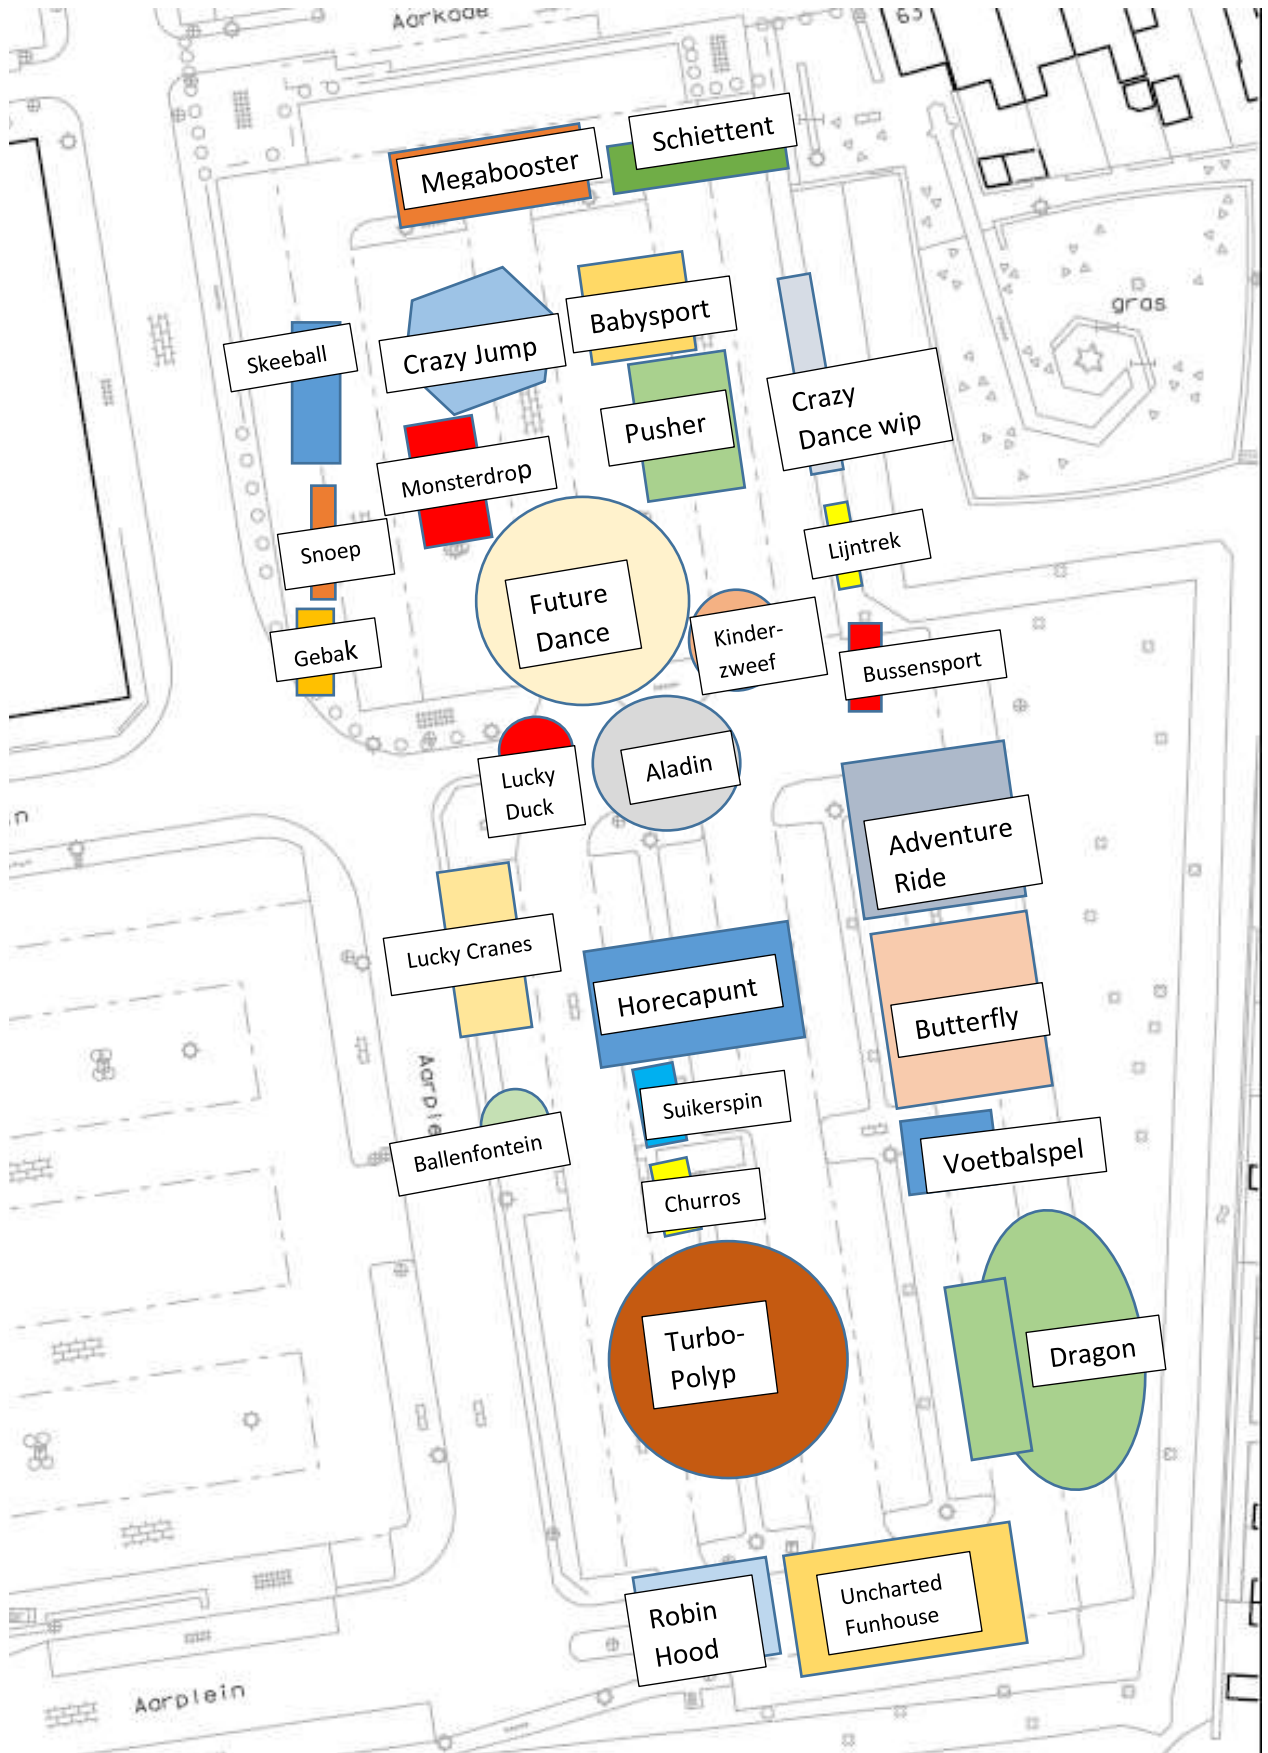 Aarkade
63
Schiettent
Megabooster
gras
Babysport
Skeeball
Crazy Jump
Crazy
Dance wip
Pusher
Monsterdrop
Snoep
Lijntrek
Future
Dance
Kinder-
zweef
Gebak
Bussensport
Lucky
Duck
Aladin
n
Adventure
Ride
Lucky Cranes
Horecapunt
Butterfly
Aarple
Suikerspin
Ballenfontein
Voetbalspel
Churros
Turbo-
Polyp
Dragon
Uncharted
Funhouse
Robin
Hood
Aarplein